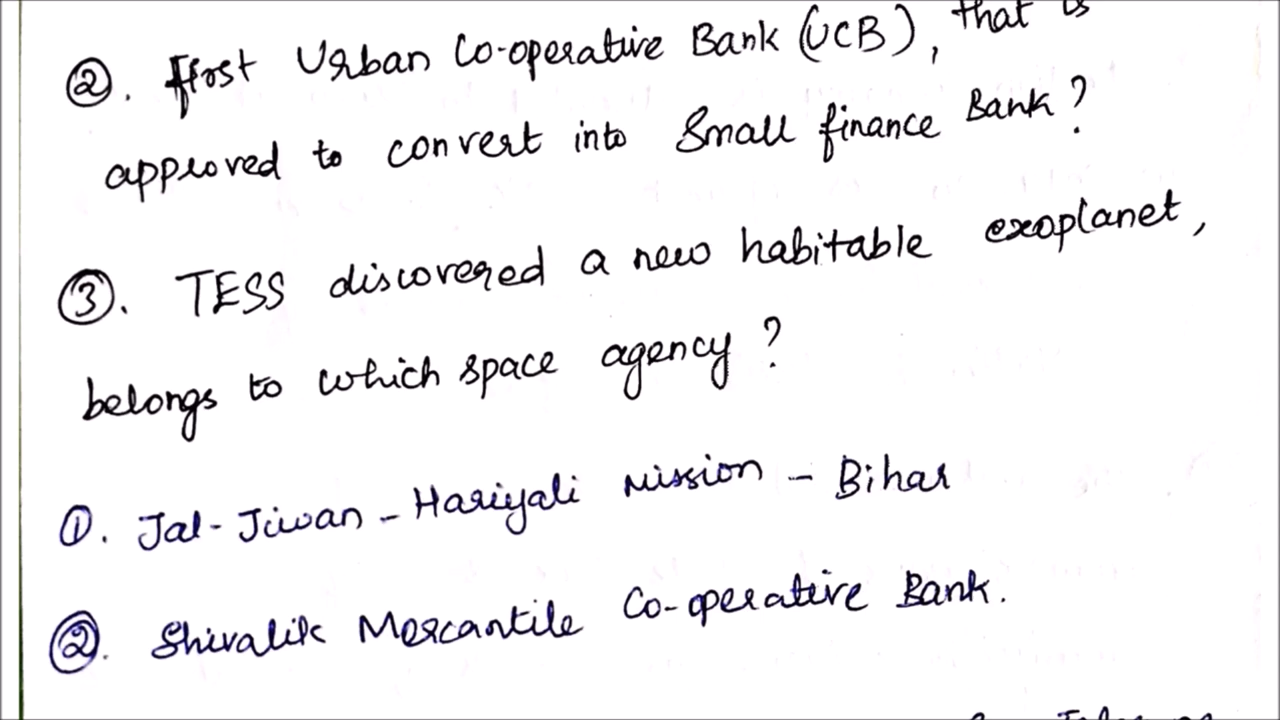 ②. First Urban Co-operative Bank (UCB), that is
approved to convert into Small finance Bank?
③. TESS discovered a new habitable exoplanet,
belongs to which space agency?
①. Jal-Jiwan-Hariyali Mission - Bihar
②. Shivalik Mercantile Co-operative Bank.